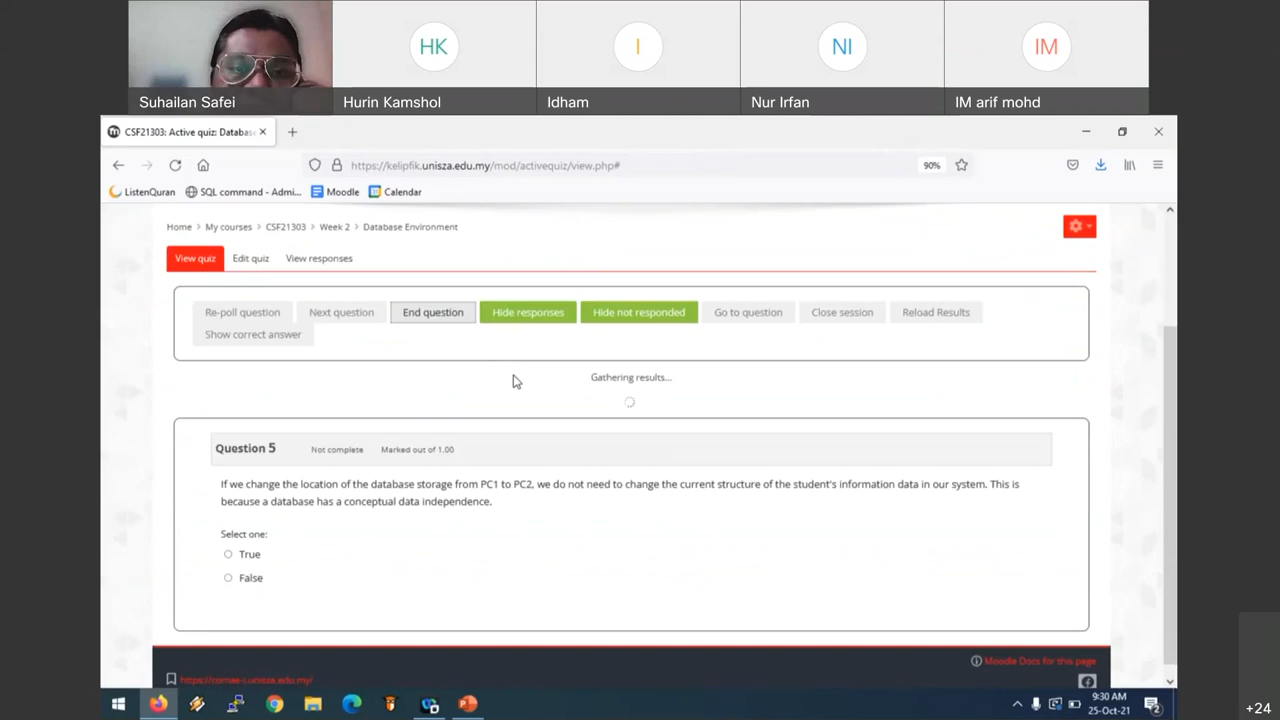 HK
I
NI
IM
Suhailan Safei
Hurin Kamshol
Idham
Nur Irfan
IM arif mohd
CSF21303: Active quiz: Databas
https://kelipfik.unisza.edu.my/mod/activequiz/view.php#
90%
ListenQuran
SQL command - Admi...
Moodle
Calendar
Home > My courses > CSF21303 > Week 2 > Database Environment
View quiz
Edit quiz
View responses
Re-poll question
Next question
End question
Hide responses
Hide not responded
Go to question
Close session
Reload Results
Show correct answer
Gathering results...
Question 5
Not complete
Marked out of 1.00
If we change the location of the database storage from PC1 to PC2, we do not need to change the current structure of the student's information data in our system. This is
because a database has a conceptual data independence.
Select one:
True
False
Moodle Docs for this page
9:30 AM
25-Oct-21
2
+24